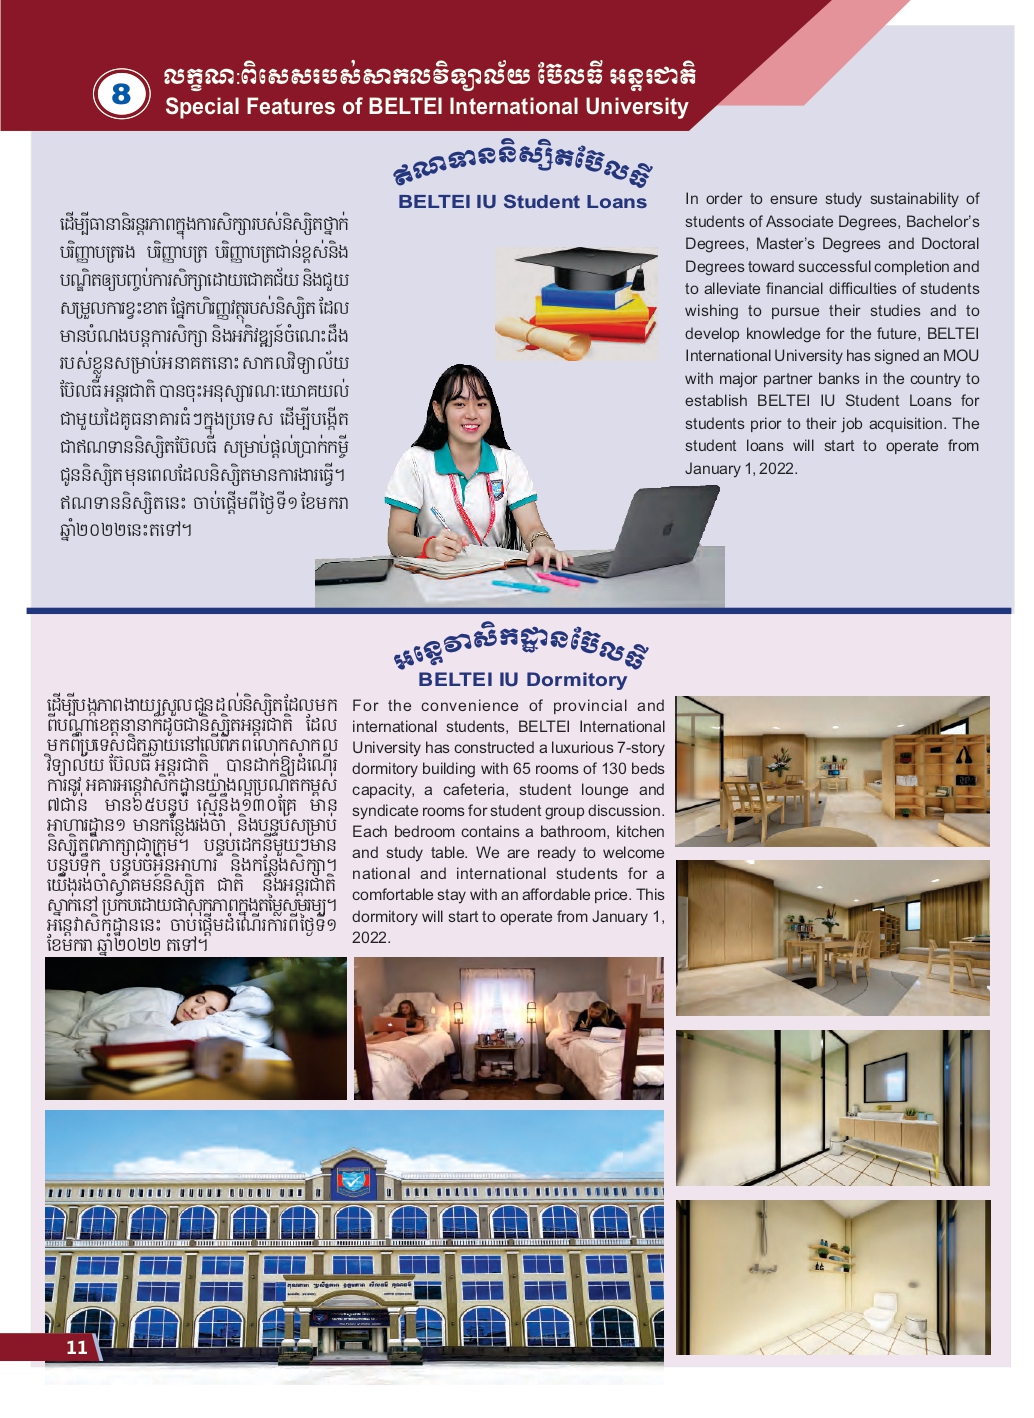 8
លក្ខណៈពិសេសរបស់សាកលវិទ្យាល័យ ប៊ែលធី អន្តរជាតិ
Special Features of BELTEI International University
ឥណទាននិស្សិតប៊ែលធី
BELTEI IU Student Loans
ដើម្បីធានានិរន្តរភាពក្នុងការសិក្សារបស់និស្សិតថ្នាក់
បរិញ្ញាបត្ររង បរិញ្ញាបត្រ បរិញ្ញាបត្រជាន់ខ្ពស់និង
បណ្ឌិតឲ្យបញ្ចប់ការសិក្សាដោយជោគជ័យ និងជួយ
សម្រួលការខ្វះខាត ផ្នែកហិរញ្ញវត្ថុរបស់និស្សិត ដែល
មានបំណងបន្តការសិក្សា និងអភិវឌ្ឍន៍ចំណេះដឹង
របស់ខ្លួនសម្រាប់អនាគតនោះ សាកលវិទ្យាល័យ
ប៊ែលធី អន្តរជាតិ បានចុះអនុស្សារណៈយោគយល់
ជាមួយដៃគូធនាគារធំៗក្នុងប្រទេស ដើម្បីបង្កើត
ជាឥណទាននិស្សិតប៊ែលធី សម្រាប់ផ្តល់ប្រាក់កម្ចី
ជូននិស្សិត មុនពេលដែលនិស្សិតមានការងារធ្វើ។
ឥណទាននិស្សិតនេះ ចាប់ផ្តើមពីថ្ងៃទី១ ខែមករា
ឆ្នាំ២០២២នេះតទៅ។
In order to ensure study sustainability of
students of Associate Degrees, Bachelor's
Degrees, Master's Degrees and Doctoral
Degrees toward successful completion and
to alleviate financial difficulties of students
wishing to pursue their studies and to
develop knowledge for the future, BELTEI
International University has signed an MOU
with major partner banks in the country to
establish BELTEI IU Student Loans for
students prior to their job acquisition. The
student loans will start to operate from
January 1, 2022.
អន្តេវាសិកដ្ឋានប៊ែលធី
BELTEI IU Dormitory
ដើម្បីបង្កភាពងាយស្រួលជូនដល់និស្សិតដែលមក
ពីបណ្តាខេត្តនានាក៏ដូចជានិស្សិតអន្តរជាតិ ដែល
មកពីប្រទេសជិតឆ្ងាយនៅលើពិភពលោកសាកល
វិទ្យាល័យ ប៊ែលធី អន្តរជាតិ បានដាក់ឱ្យដំណើរ
ការនូវ អគារអន្តេវាសិកដ្ឋានយ៉ាងល្អប្រណិតកម្ពស់
៧ជាន់ មាន៦៥បន្ទប់ ស្មើនឹង១៣០គ្រែ មាន
អាហារដ្ឋាន១ មានកន្លែងរង់ចាំ និងបន្ទប់សម្រាប់
និស្សិតពិភាក្សាជាក្រុម។ បន្ទប់ដេកនីមួយៗមាន
បន្ទប់ទឹក បន្ទប់ចំអិនអាហារ និងកន្លែងសិក្សា។
យើងរង់ចាំស្វាគមន៍និស្សិត ជាតិ និងអន្តរជាតិ
ស្នាក់នៅ ប្រកបដោយផាសុកភាពក្នុងតម្លៃសមរម្យ។
អន្តេវាសិកដ្ឋាននេះ ចាប់ផ្តើមដំណើរការពីថ្ងៃទី១
ខែមករា ឆ្នាំ២០២២ តទៅ។
For the convenience of provincial and
international students, BELTEI International
University has constructed a luxurious 7-story
dormitory building with 65 rooms of 130 beds
capacity, a cafeteria, student lounge and
syndicate rooms for student group discussion.
Each bedroom contains a bathroom, kitchen
and study table. We are ready to welcome
national and international students for a
comfortable stay with an affordable price. This
dormitory will start to operate from January 1,
2022.
11